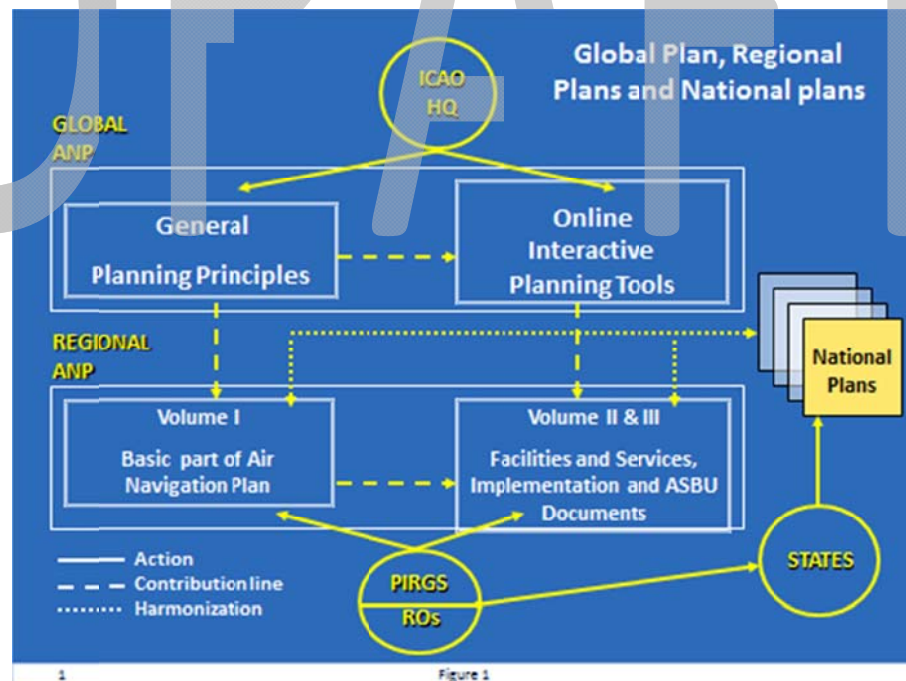 Global Plan, Regional
Plans and National plans
ICAO
HQ
GLOBAL
ANP
General
Planning Principles
Online
Interactive
Planning Tools
REGIONAL
ANP
National
Plans
Volume I
Basic part of Air
Navigation Plan
Volume II & III
Facilities and Services,
Implementation and ASBU
Documents
Action
Contribution line
Harmonization
PIRGS
ROs
STATES
1
Figure 1